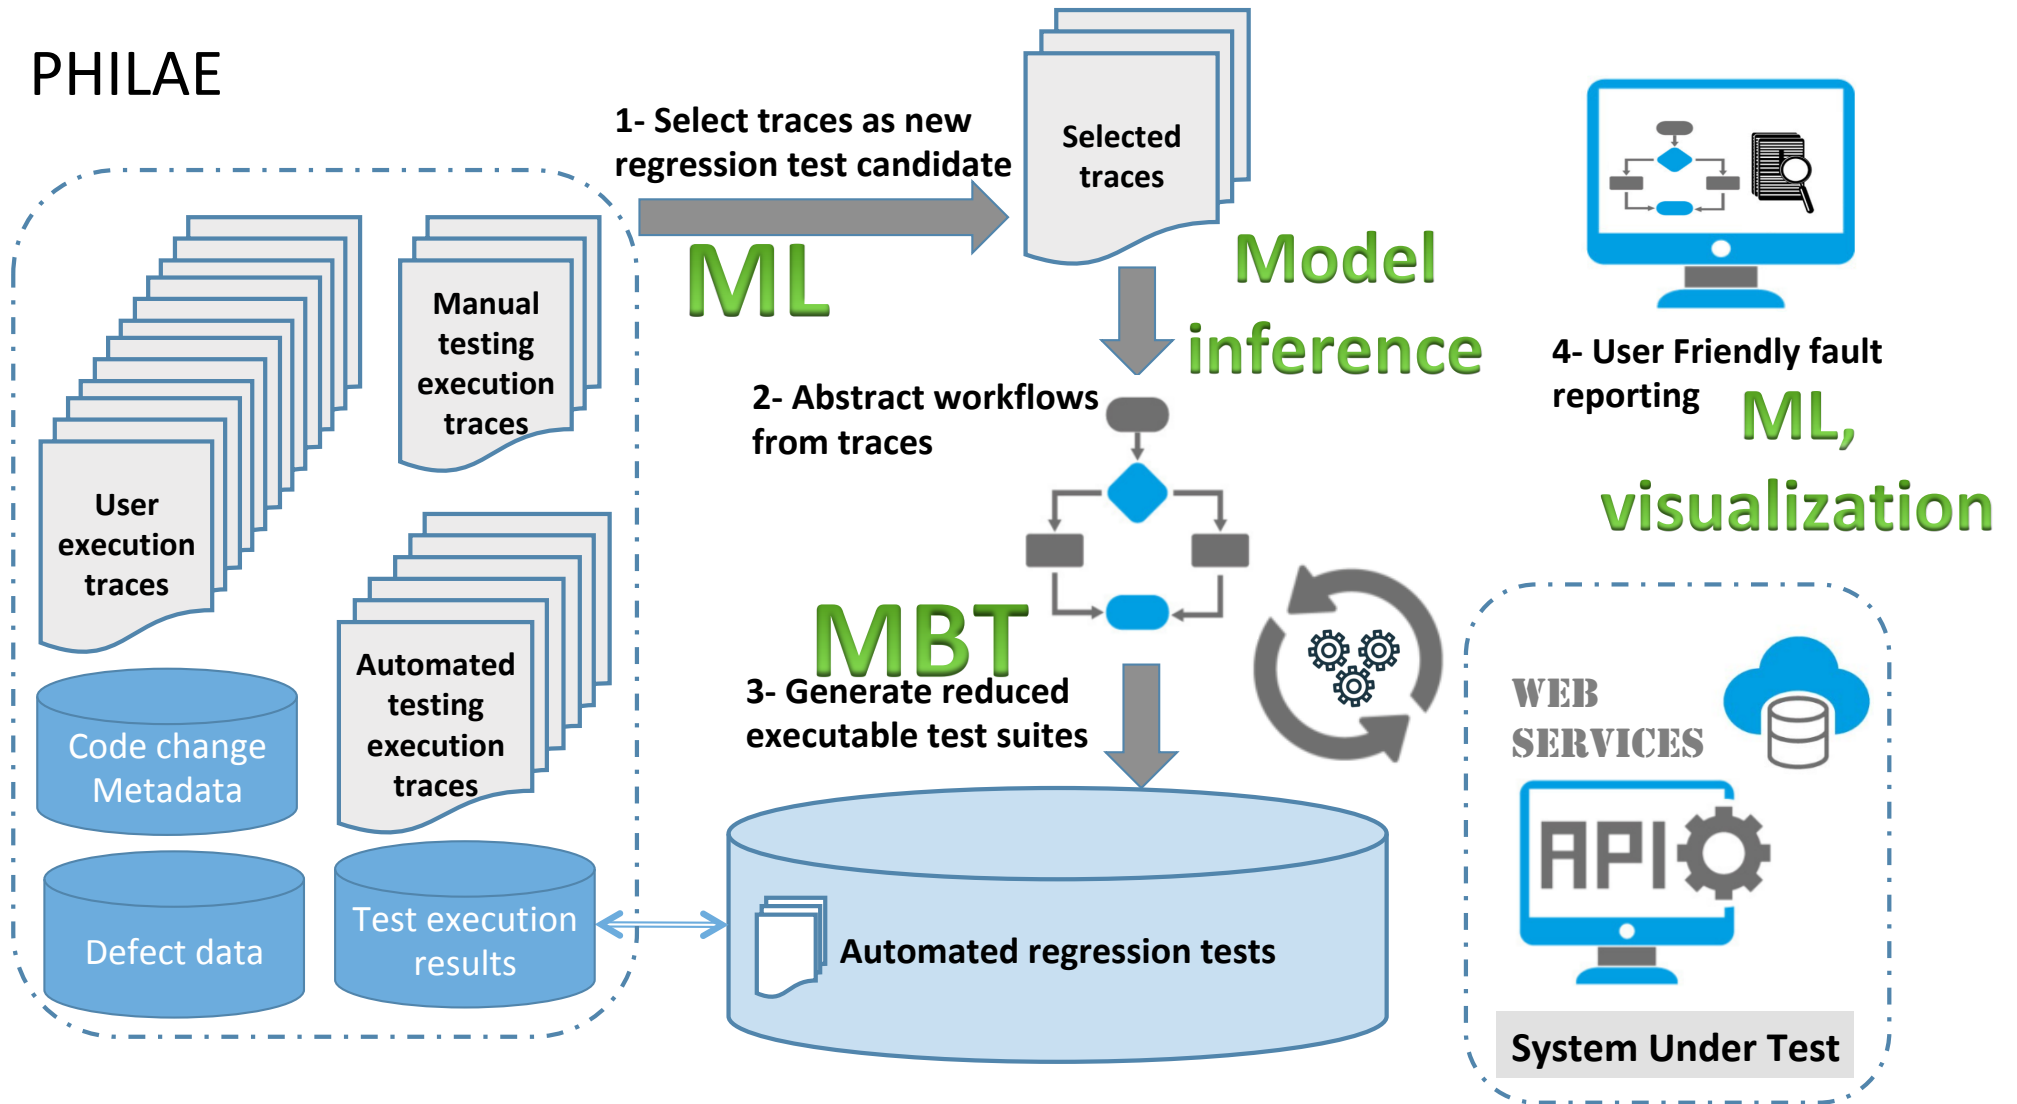 PHILAE
1- Select traces as new
regression test candidate
ML
Selected
traces
Model
inference
Manual
testing
execution
traces
User
execution
traces
Automated
testing
execution
traces
Code change
Metadata
Defect data
Test execution
results
2- Abstract workflows
from traces
MBT
3- Generate reduced
executable test suites
Automated regression tests
4- User Friendly fault
reporting
ML,
visualization
WEB
SERVICES
API
System Under Test